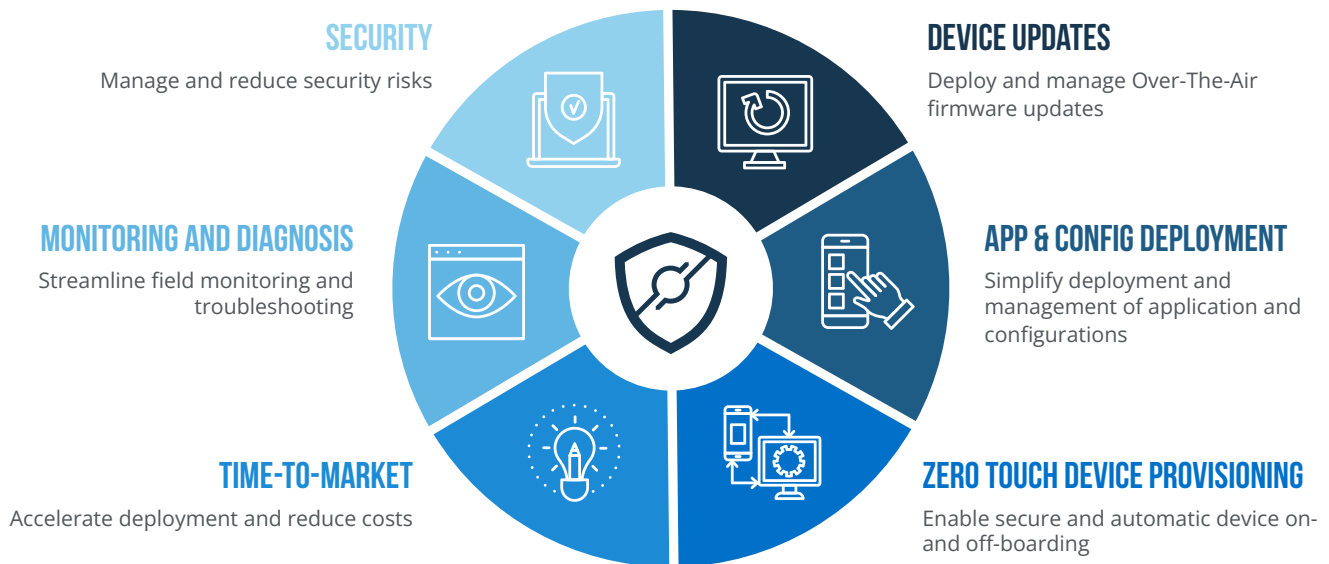 SECURITY
Manage and reduce security risks
DEVICE UPDATES
Deploy and manage Over-The-Air
firmware updates
MONITORING AND DIAGNOSIS
Streamline field monitoring and
troubleshooting
APP & CONFIG DEPLOYMENT
Simplify deployment and
management of application and
configurations
TIME-TO-MARKET
Accelerate deployment and reduce costs
ZERO TOUCH DEVICE PROVISIONING
Enable secure and automatic device on-
and off-boarding